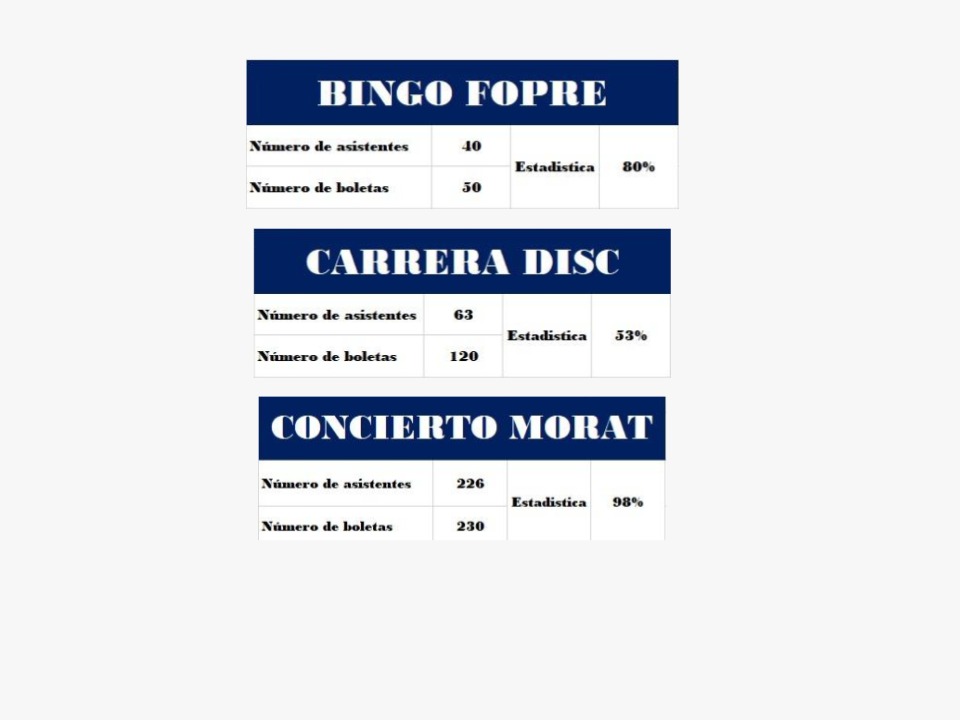 BINGO FOPRE
Número de asistentes 40
Estadistica 80%
Número de boletas 50
CARRERA DISC
Número de asistentes 63
Estadistica 53%
Número de boletas 120
CONCIERTO MORAT
Número de asistentes 226
Estadistica 98%
Número de boletas 230